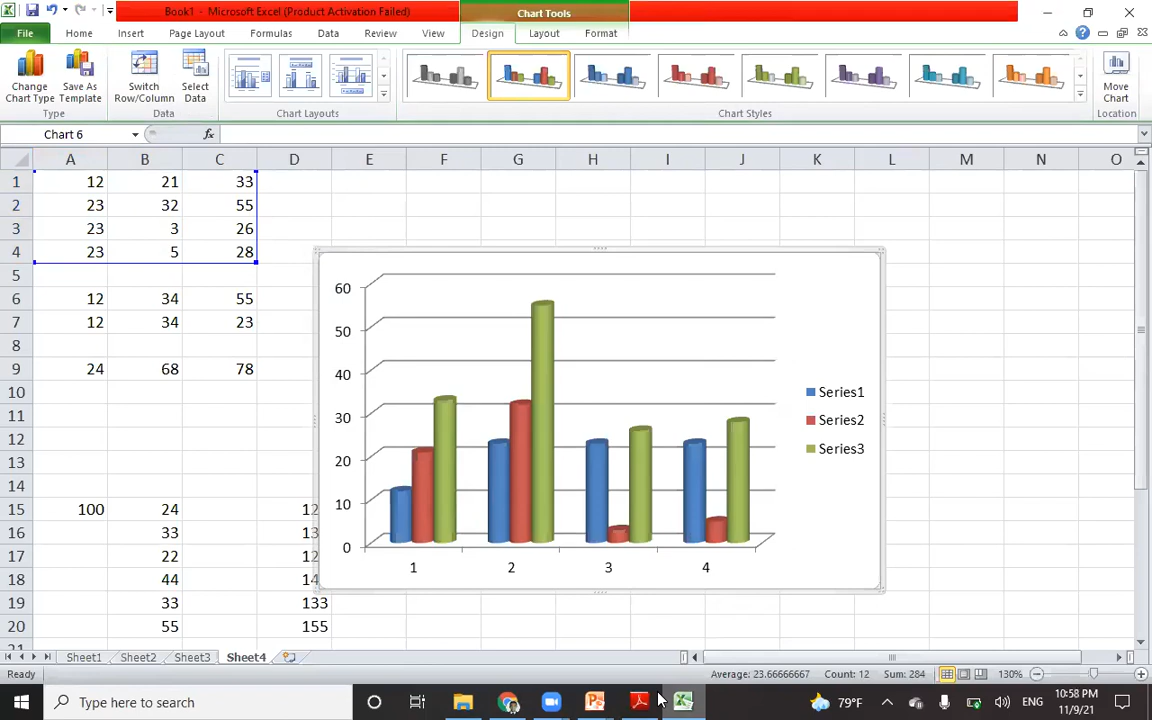 Book1 - Microsoft Excel (Product Activation Failed)
Chart Tools
File Home Insert Page Layout Formulas Data Review View Design Layout Format
Change Chart Type
Save As Template
Switch Row/Column
Select Data
Move Chart
Type Data Chart Layouts Chart Styles Location
Chart 6 fx
A B C D E F G H I J K L M N O
1 12 21 33
2 23 32 55
3 23 3 26
4 23 5 28
5
6 12 34 55
7 12 34 23
8
9 24 68 78
10
11
12
13
14
15 100 24
16 33
17 22
18 44
19 33 133
20 55 155
60
50
40
30
20
10
0
1 2 3 4
Series1
Series2
Series3
Sheet1 Sheet2 Sheet3 Sheet4
Ready Average: 23.66666667 Count: 12 Sum: 284 130%
Type here to search
79°F ENG
10:58 PM
11/9/21